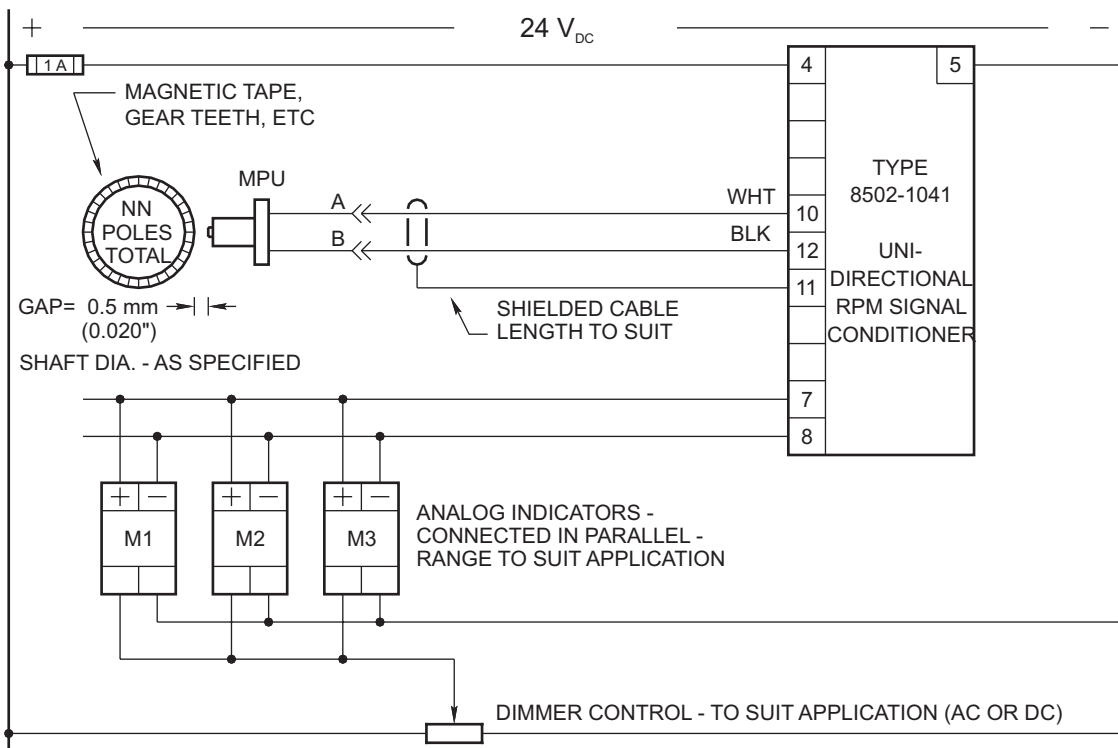 + 24 V DC −
1 A
4 5
MAGNETIC TAPE,
GEAR TEETH, ETC
MPU
NN
POLES
TOTAL
A
B
WHT
BLK
10
12
11
TYPE
8502-1041
UNI-
DIRECTIONAL
RPM SIGNAL
CONDITIONER
GAP= 0.5 mm
(0.020")
SHIELDED CABLE
LENGTH TO SUIT
SHAFT DIA. - AS SPECIFIED
7
8
+ − + − + −
M1 M2 M3
ANALOG INDICATORS -
CONNECTED IN PARALLEL -
RANGE TO SUIT APPLICATION
DIMMER CONTROL - TO SUIT APPLICATION (AC OR DC)